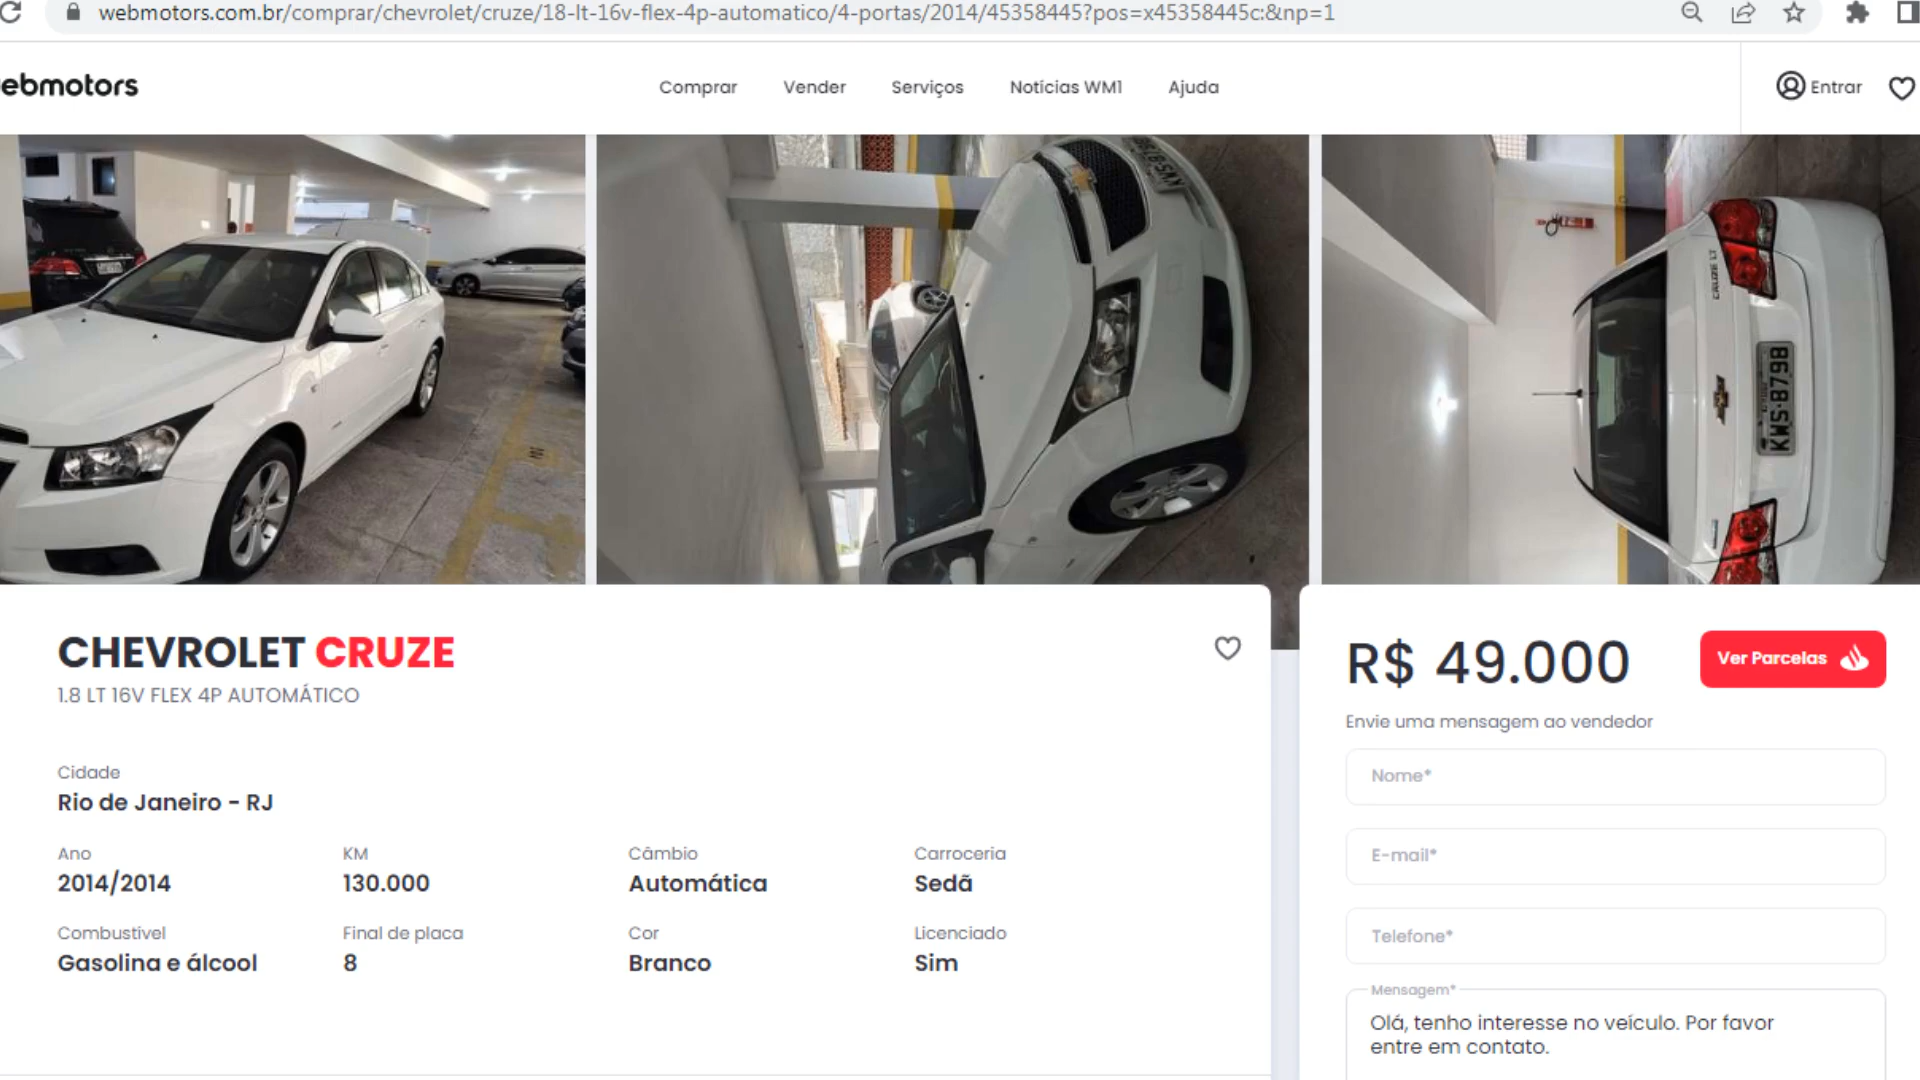 webmotors.com.br/comprar/chevrolet/cruze/18-lt-16v-flex-4p-automatico/4-portas/2014/45358445?pos=x45358445c:&np=1
ebmotors
Comprar
Vender
Serviços
Notícias WM1
Ajuda
Entrar
CRUZE LT
KWS·8798
CHEVROLET CRUZE
1.8 LT 16V FLEX 4P AUTOMÁTICO
Cidade
Rio de Janeiro - RJ
Ano
2014/2014
KM
130.000
Câmbio
Automática
Carroceria
Sedã
Combustível
Gasolina e álcool
Final de placa
8
Cor
Branco
Licenciado
Sim
R$ 49.000
Ver Parcelas
Envie uma mensagem ao vendedor
Nome*
E-mail*
Telefone*
Mensagem*
Olá, tenho interesse no veículo. Por favor
entre em contato.